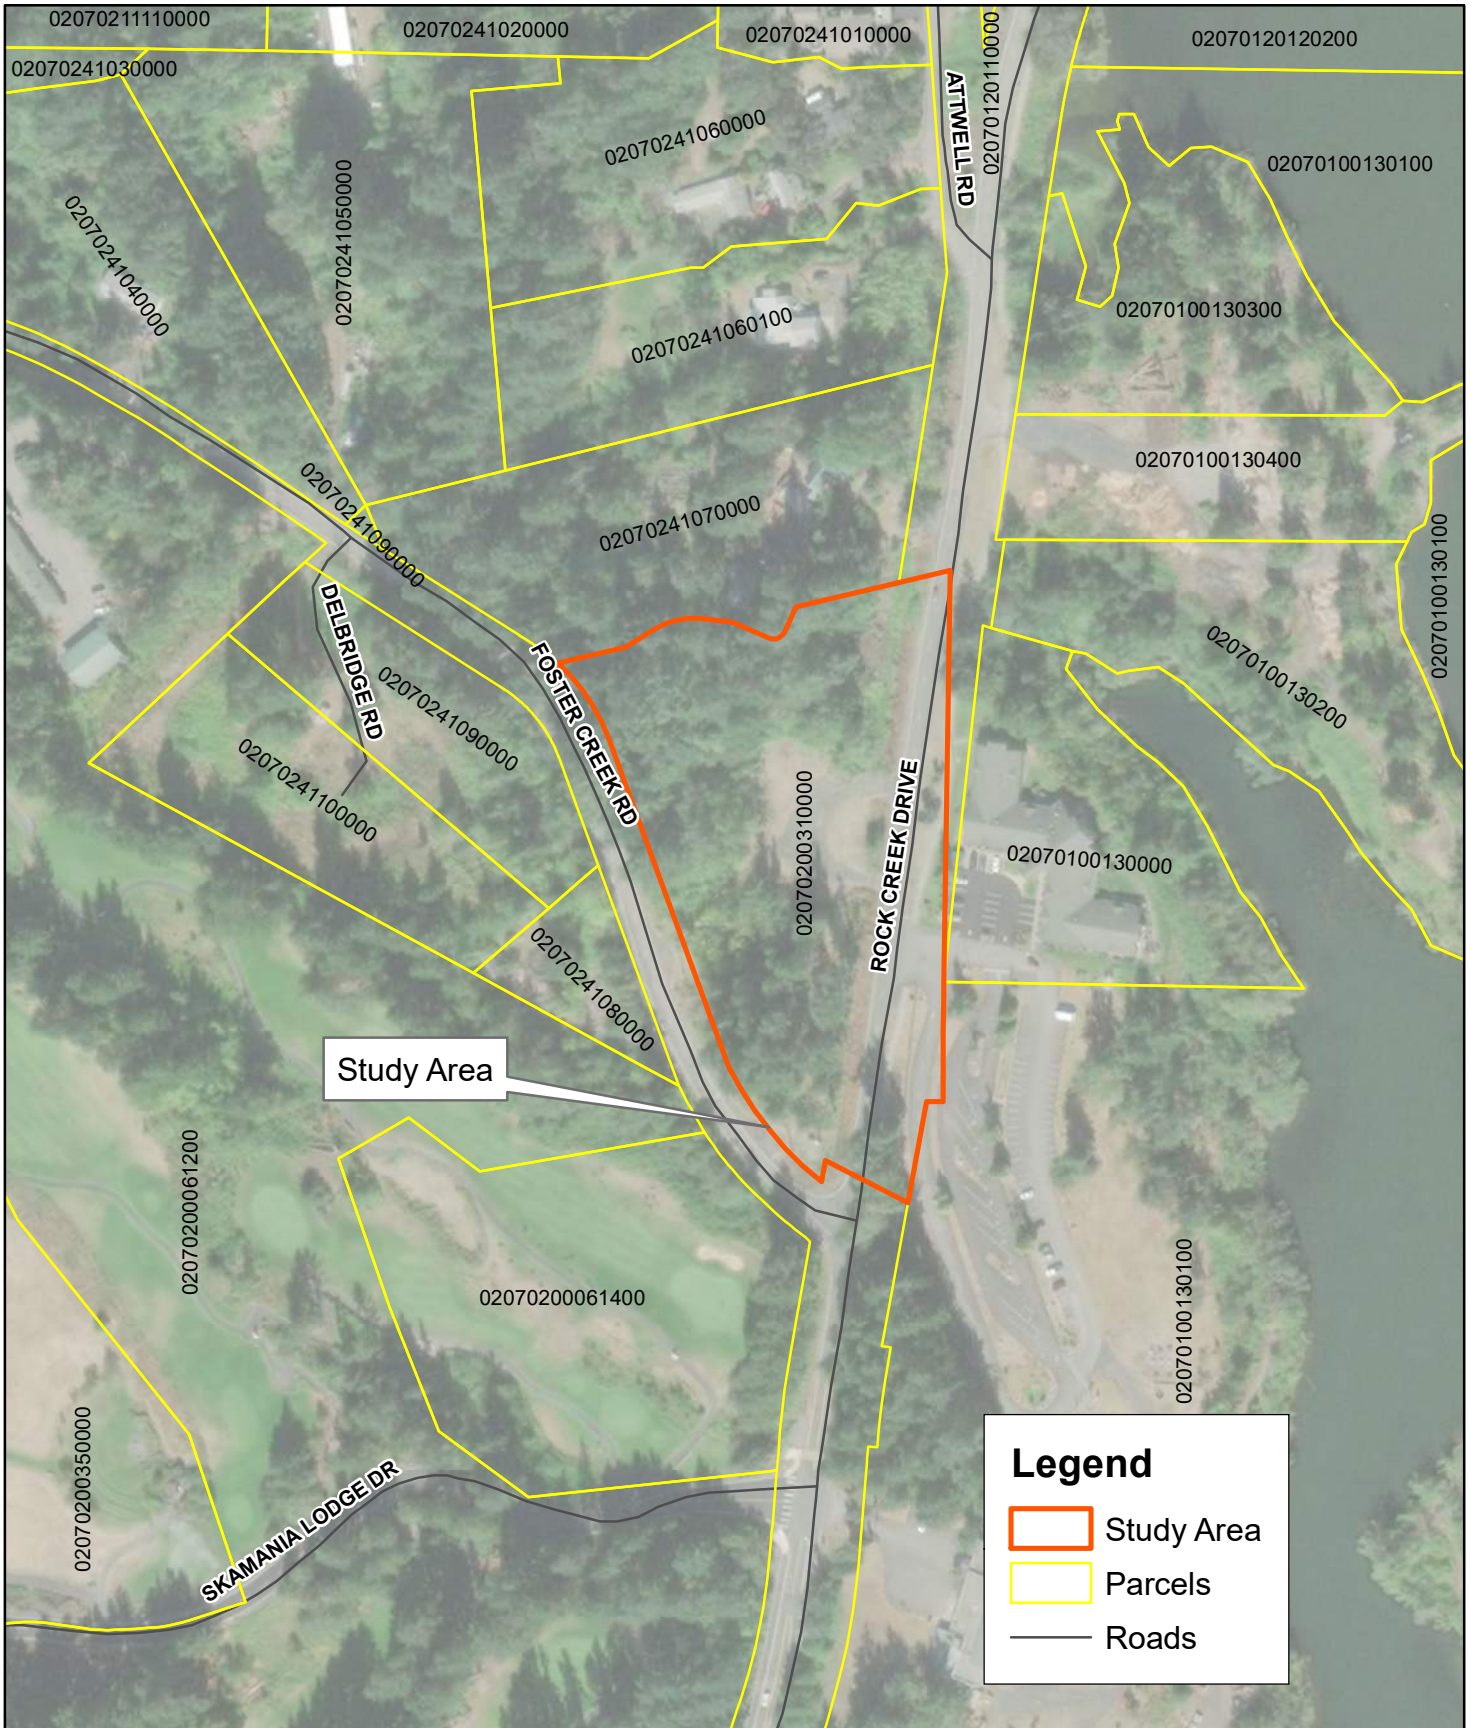 02070211110000
02070241020000
02070241010000
02070120110000
02070120120200
02070241030000
ATTWELL RD
02070241060000
02070100130100
02070241050000
02070241040000
02070100130300
02070241060100
02070100130400
02070241090000
02070241070000
02070100130100
DELBRIDGE RD
FOSTER CREEK RD
02070100130200
02070241090000
02070241100000
02070200310000
ROCK CREEK DRIVE
02070100130000
02070241080000
Study Area
02070200061200
02070200061400
02070100130100
02070200350000
SKAMANIA LODGE DR
Legend
Study Area
Parcels
Roads